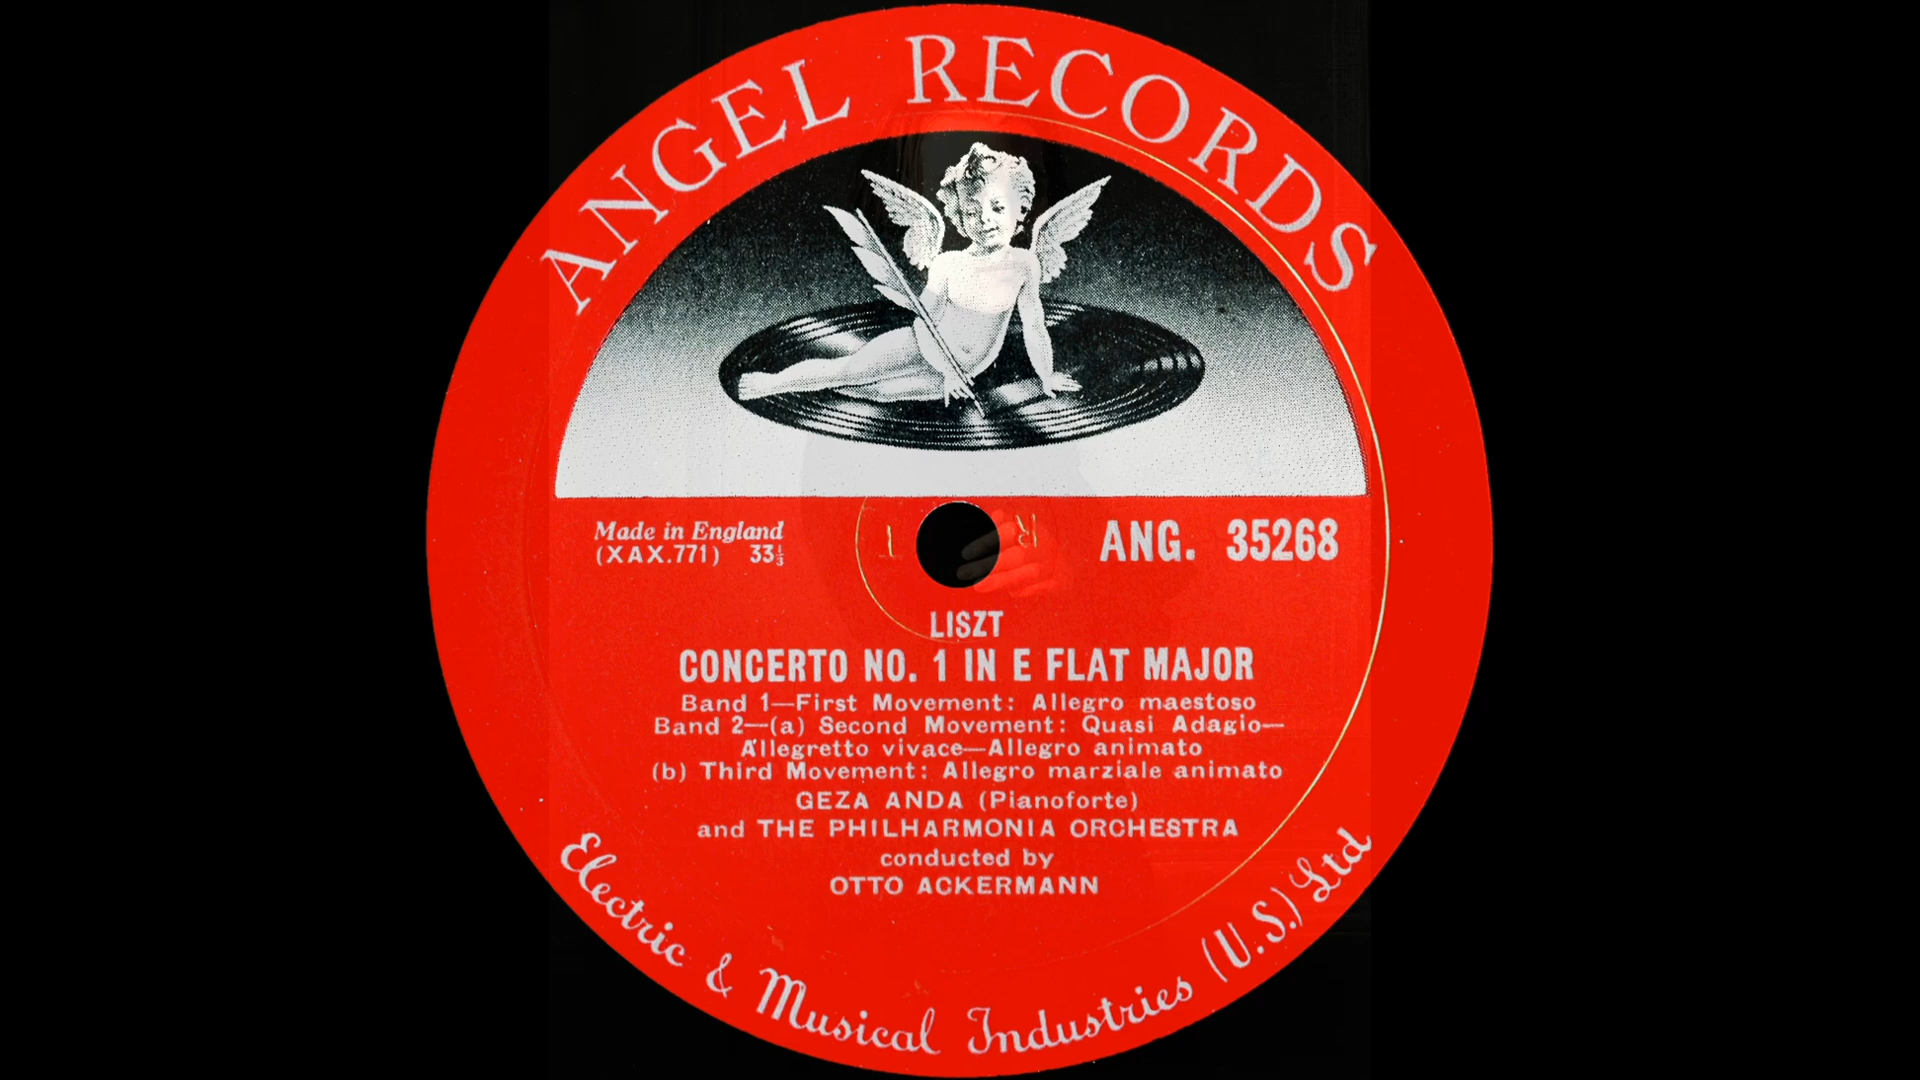 ANGEL RECORDS
Made in England
(XAX.771) 33⅓
ANG. 35268
LISZT
CONCERTO NO. 1 IN E FLAT MAJOR
Band 1—First Movement: Allegro maestoso
Band 2—(a) Second Movement: Quasi Adagio—
Allegretto vivace—Allegro animato
(b) Third Movement: Allegro marziale animato
GEZA ANDA (Pianoforte)
and THE PHILHARMONIA ORCHESTRA
conducted by
OTTO ACKERMANN
Electric & Musical Industries (U.S.) Ltd